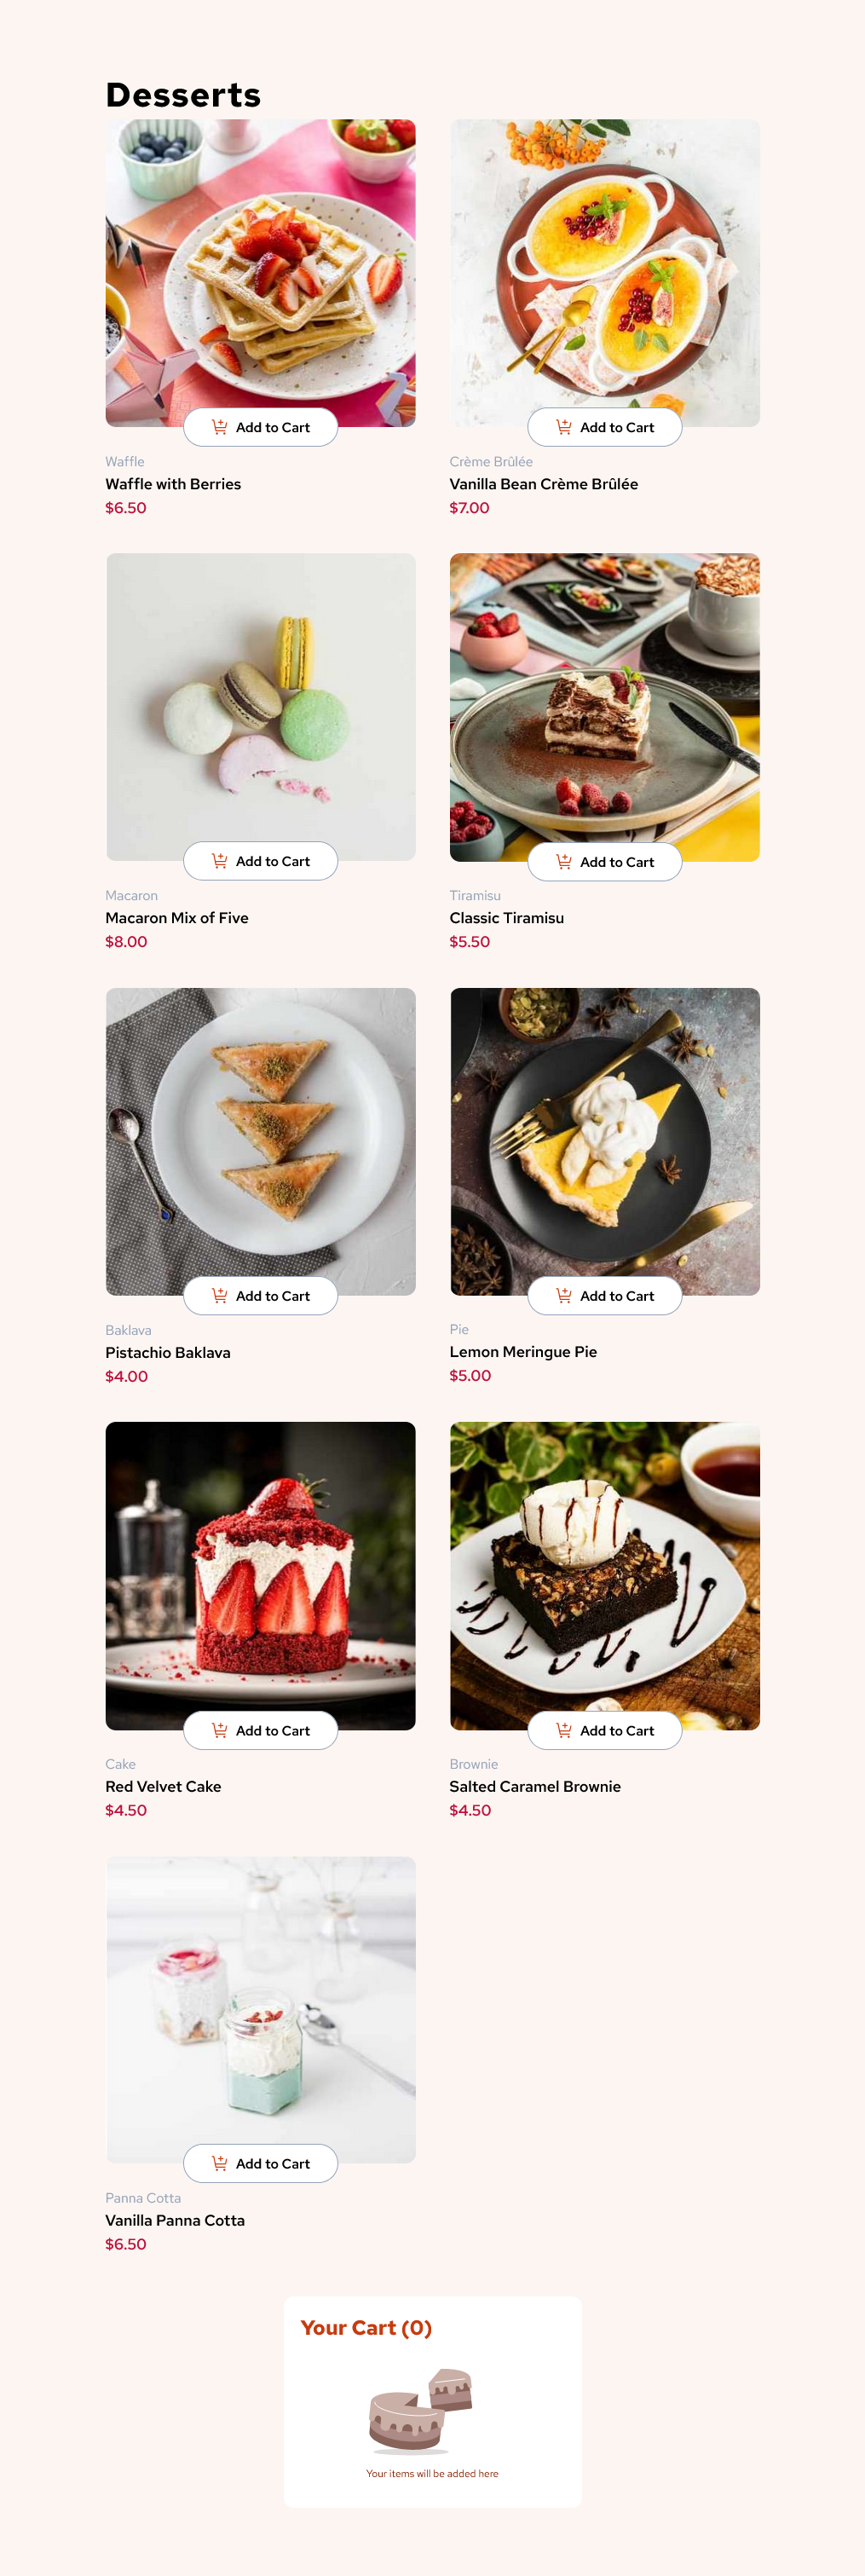 Desserts
Add to Cart
Waffle
Waffle with Berries
$6.50
Add to Cart
Crème Brûlée
Vanilla Bean Crème Brûlée
$7.00
Add to Cart
Macaron
Macaron Mix of Five
$8.00
Add to Cart
Tiramisu
Classic Tiramisu
$5.50
Add to Cart
Baklava
Pistachio Baklava
$4.00
Add to Cart
Pie
Lemon Meringue Pie
$5.00
Add to Cart
Cake
Red Velvet Cake
$4.50
Add to Cart
Brownie
Salted Caramel Brownie
$4.50
Add to Cart
Panna Cotta
Vanilla Panna Cotta
$6.50
Your Cart (0)
Your items will be added here